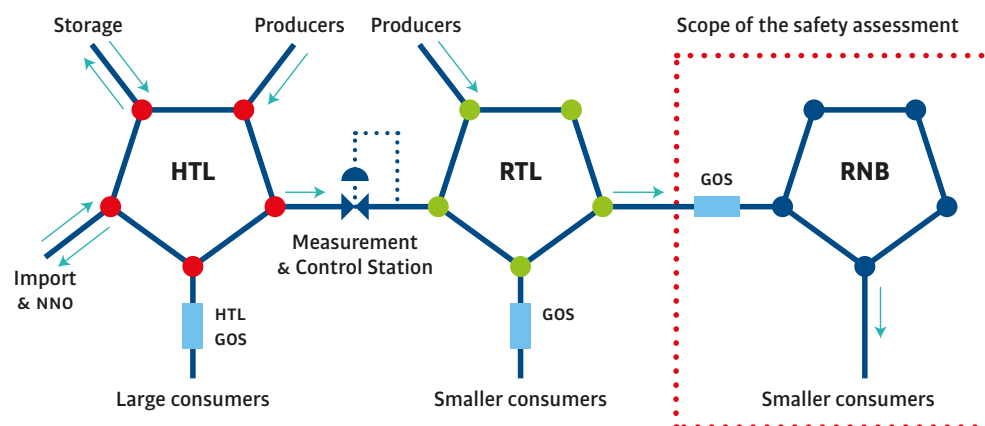 Storage
Producers
Producers
Scope of the safety assessment
HTL
RTL
GOS
RNB
Measurement
& Control Station
Import
& NNO
HTL
GOS
GOS
Large consumers
Smaller consumers
Smaller consumers